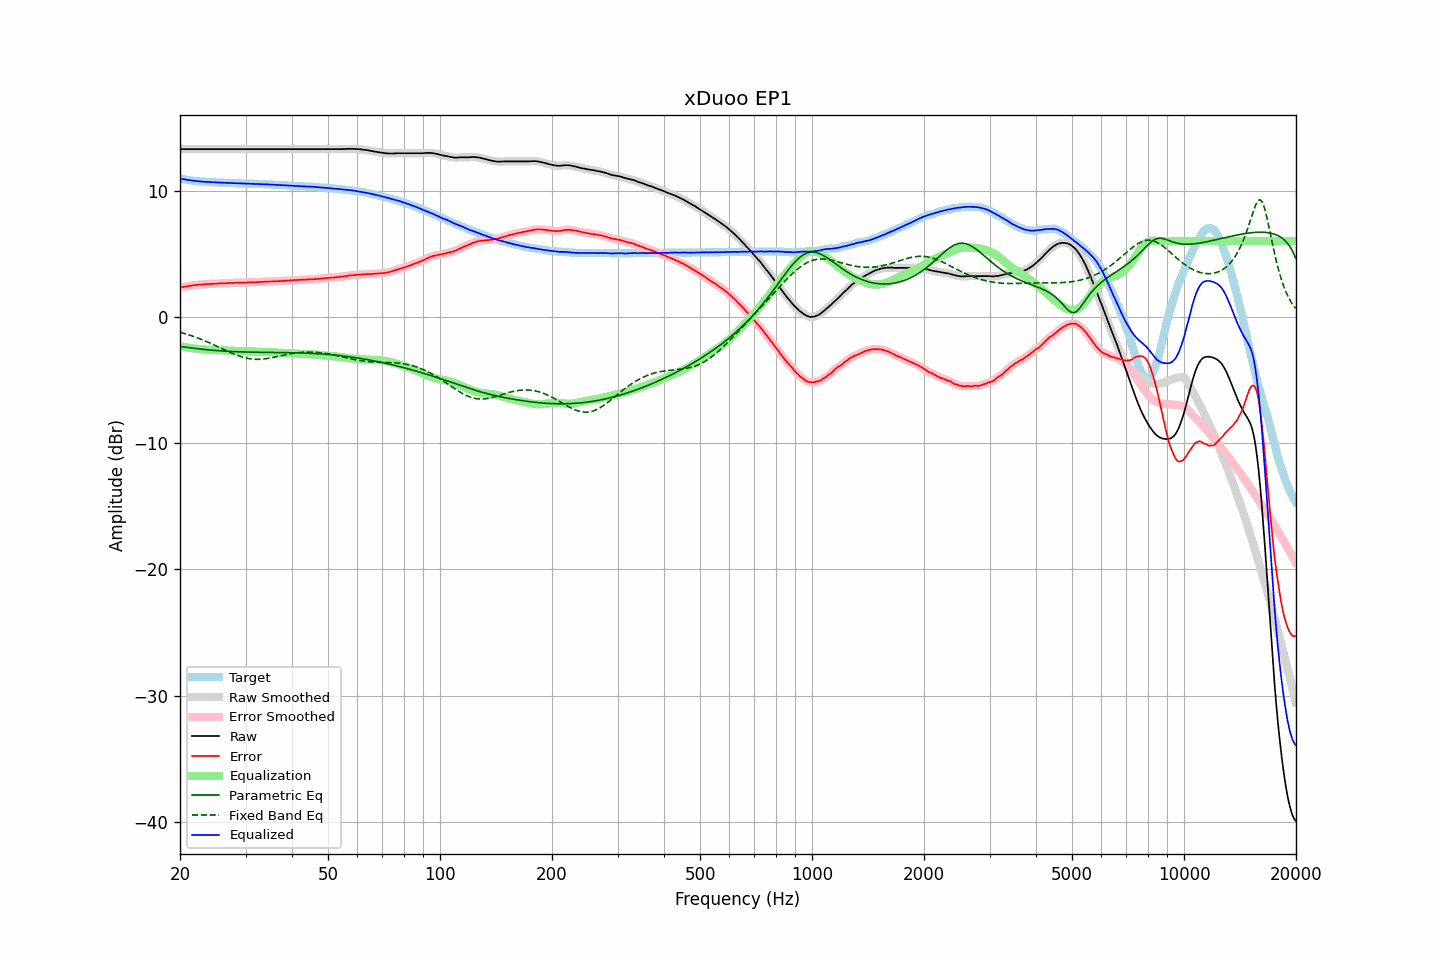 xDuoo EP1
Amplitude (dBr)
10
0
−10
−20
−30
−40
Target
Raw Smoothed
Error Smoothed
Raw
Error
Equalization
Parametric Eq
Fixed Band Eq
Equalized
20 50 100 200 500 1000 2000 5000 10000 20000
Frequency (Hz)